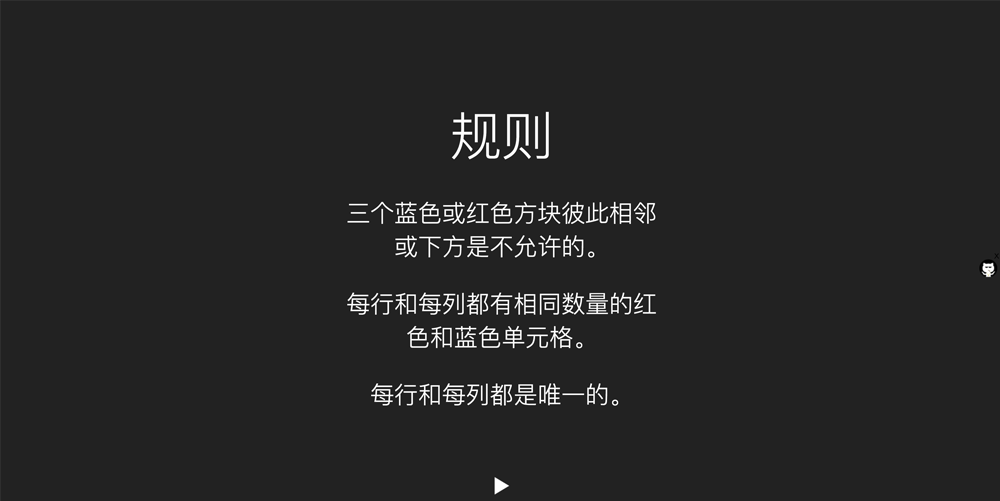 规则
三个蓝色或红色方块彼此相邻
或下方是不允许的。
每行和每列都有相同数量的红
色和蓝色单元格。
每行和每列都是唯一的。